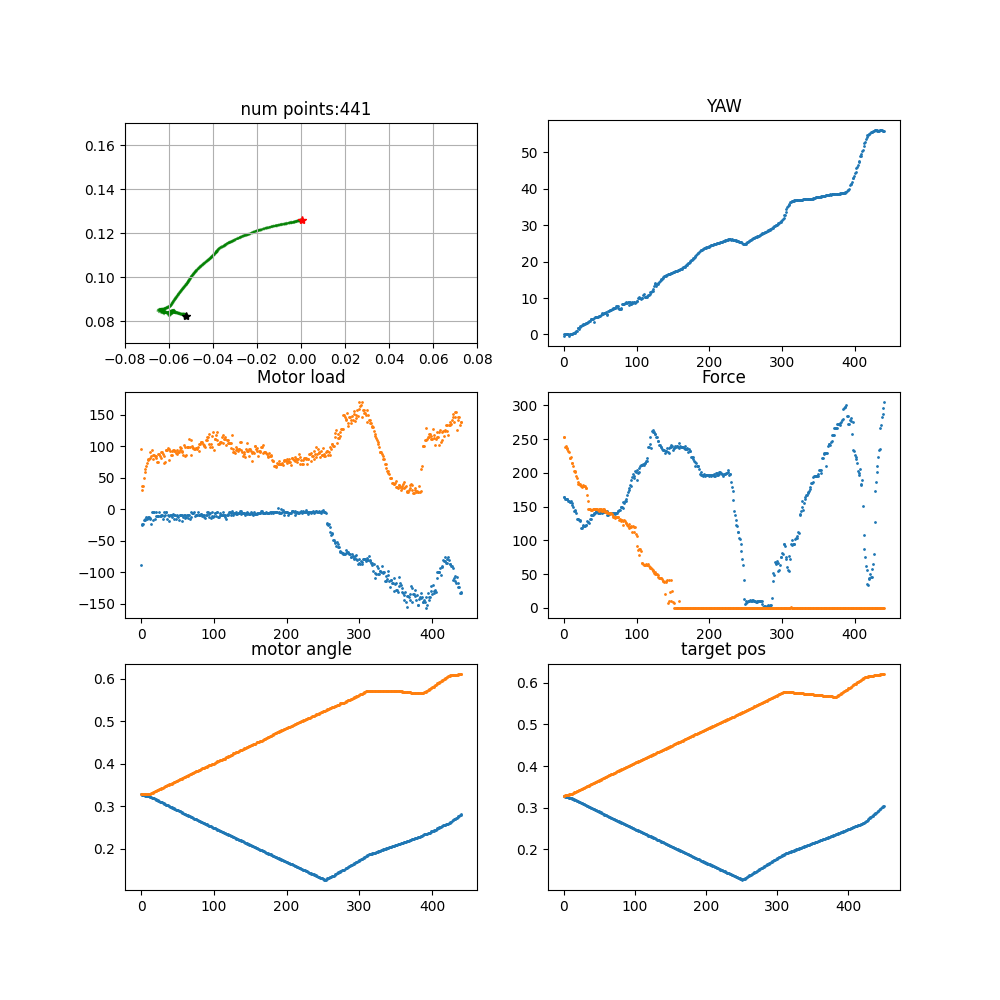 num points:441
YAW
0.16
0.14
0.12
0.10
0.08
−0.08 −0.06 −0.04 −0.02 0.00 0.02 0.04 0.06 0.08
50
40
30
20
10
0
0 100 200 300 400
Motor load
Force
150
100
50
0
−50
−100
−150
0 100 200 300 400
300
250
200
150
100
50
0
0 100 200 300 400
motor angle
target pos
0.6
0.5
0.4
0.3
0.2
0 100 200 300 400
0.6
0.5
0.4
0.3
0.2
0 100 200 300 400